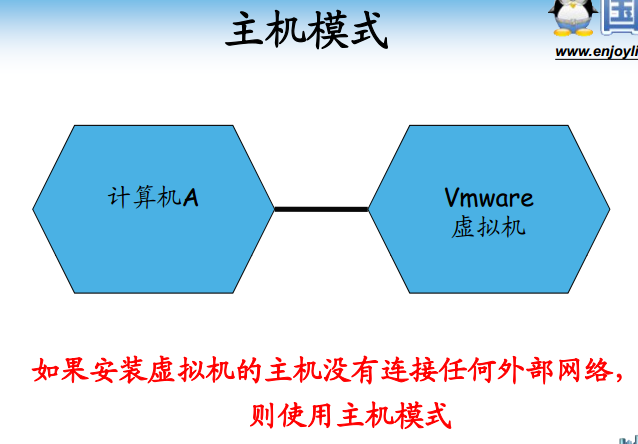 主机模式
国
www.enjoyli
计算机A
Vmware
虚拟机
如果安装虚拟机的主机没有连接任何外部网络，
则使用主机模式